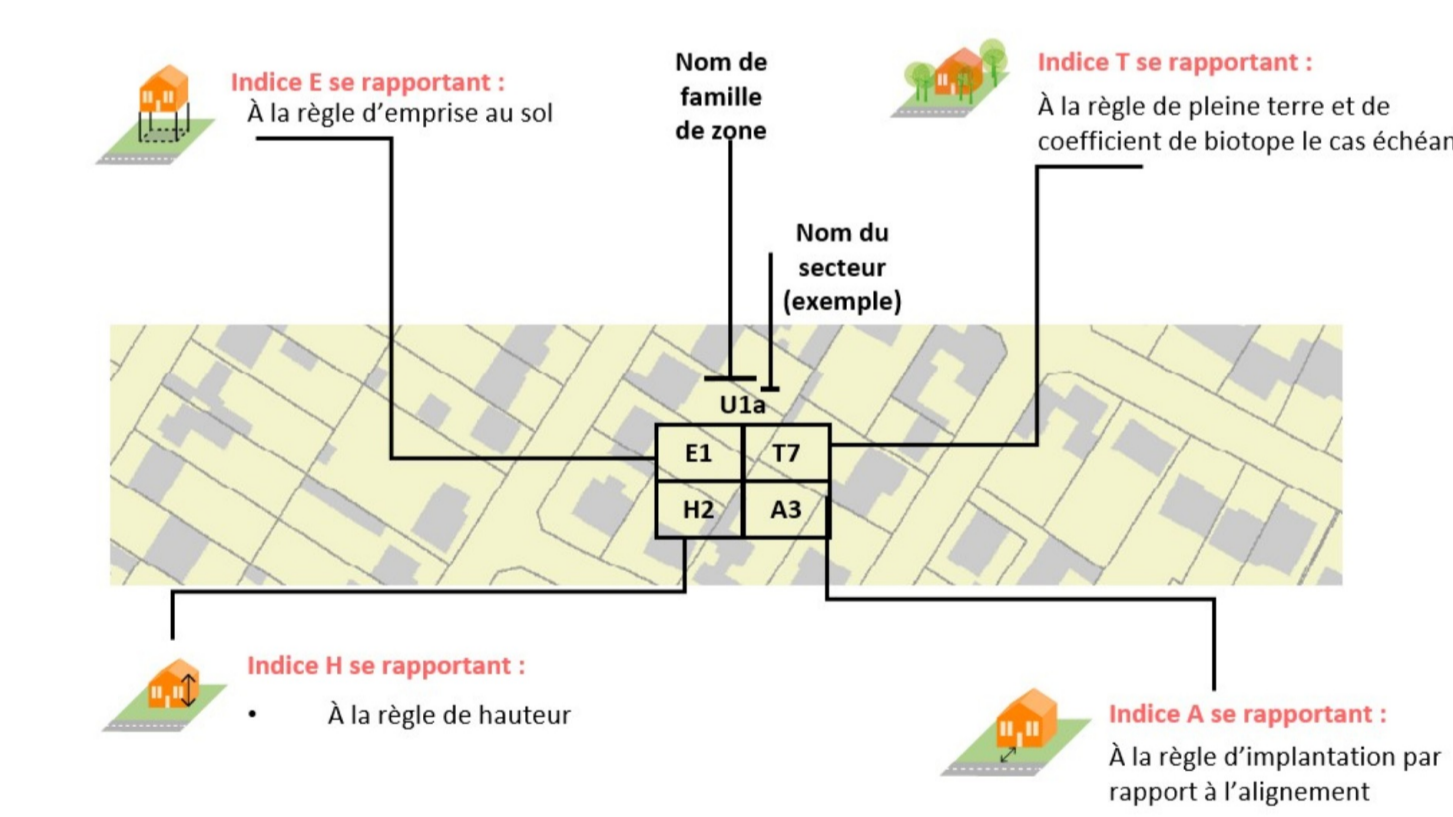 Indice E se rapportant :
À la règle d'emprise au sol
Nom de
famille
de zone
Indice T se rapportant :
À la règle de pleine terre et de
coefficient de biotope le cas échéan
Nom du
secteur
(exemple)
U1a
E1 T7
H2 A3
Indice H se rapportant :
• À la règle de hauteur
Indice A se rapportant :
À la règle d'implantation par
rapport à l'alignement